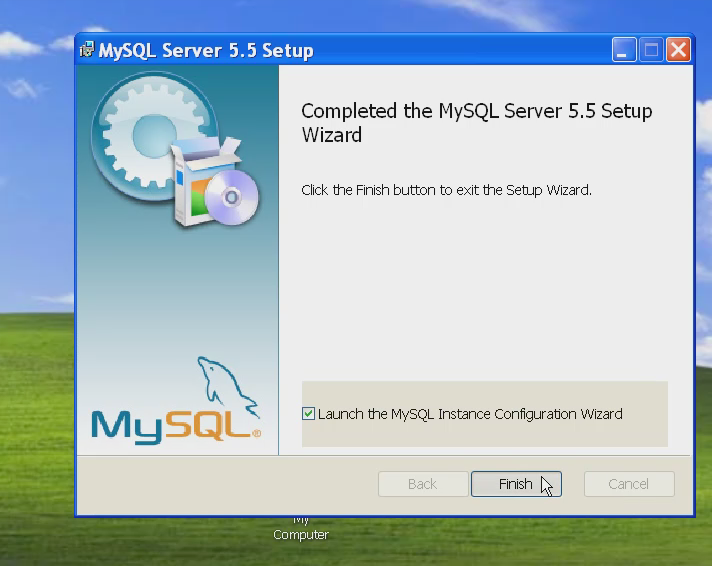 MySQL Server 5.5 Setup
Completed the MySQL Server 5.5 Setup
Wizard
Click the Finish button to exit the Setup Wizard.
MySQL®
Launch the MySQL Instance Configuration Wizard
Back
Finish
Cancel
My
Computer